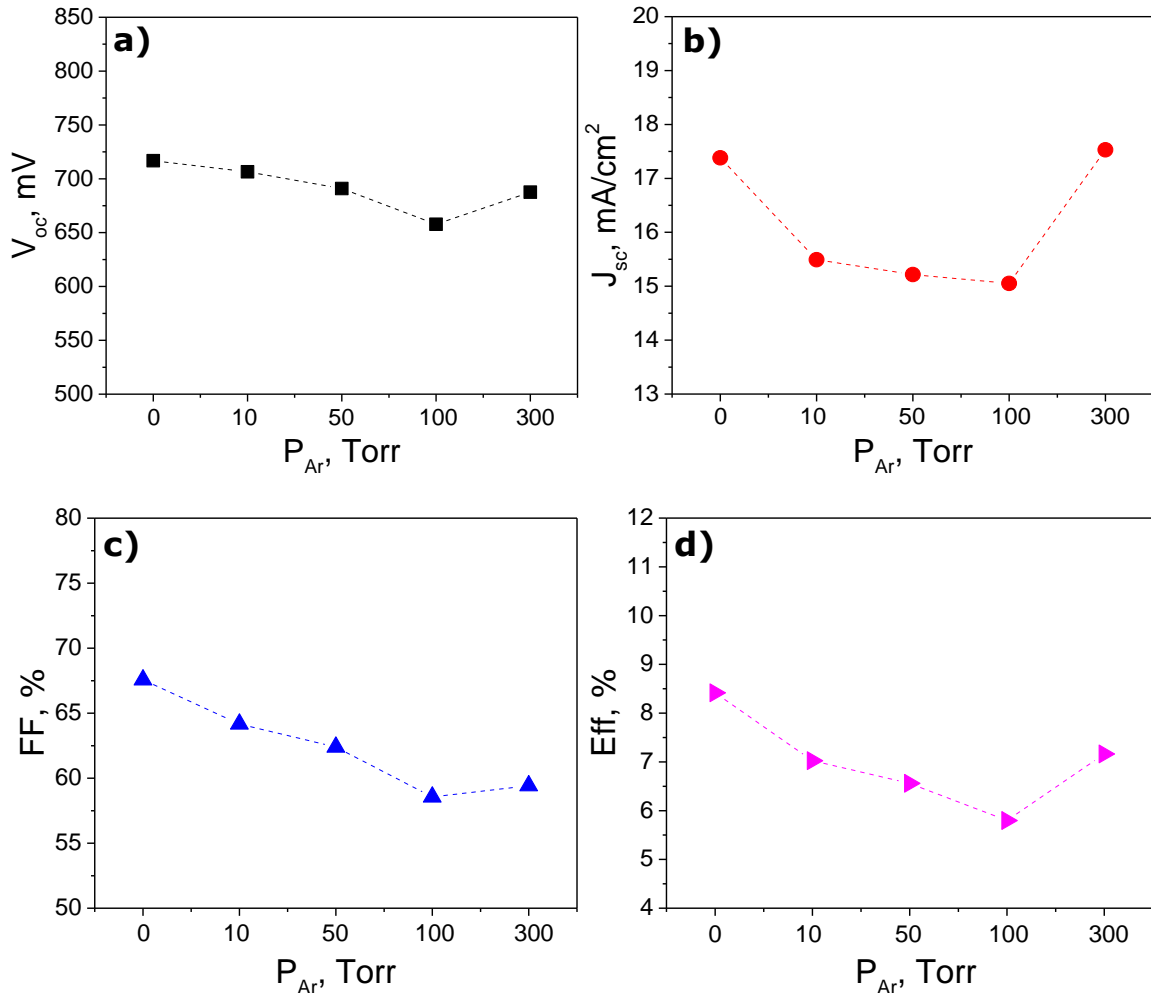 a)
850
800
750
700
650
600
550
500
V_oc, mV
0 10 50 100 300
P_Ar, Torr
b)
20
19
18
17
16
15
14
13
J_sc, mA/cm²
0 10 50 100 300
P_Ar, Torr
c)
80
75
70
65
60
55
50
FF, %
0 10 50 100 300
P_Ar, Torr
d)
12
11
10
9
8
7
6
5
4
Eff, %
0 10 50 100 300
P_Ar, Torr